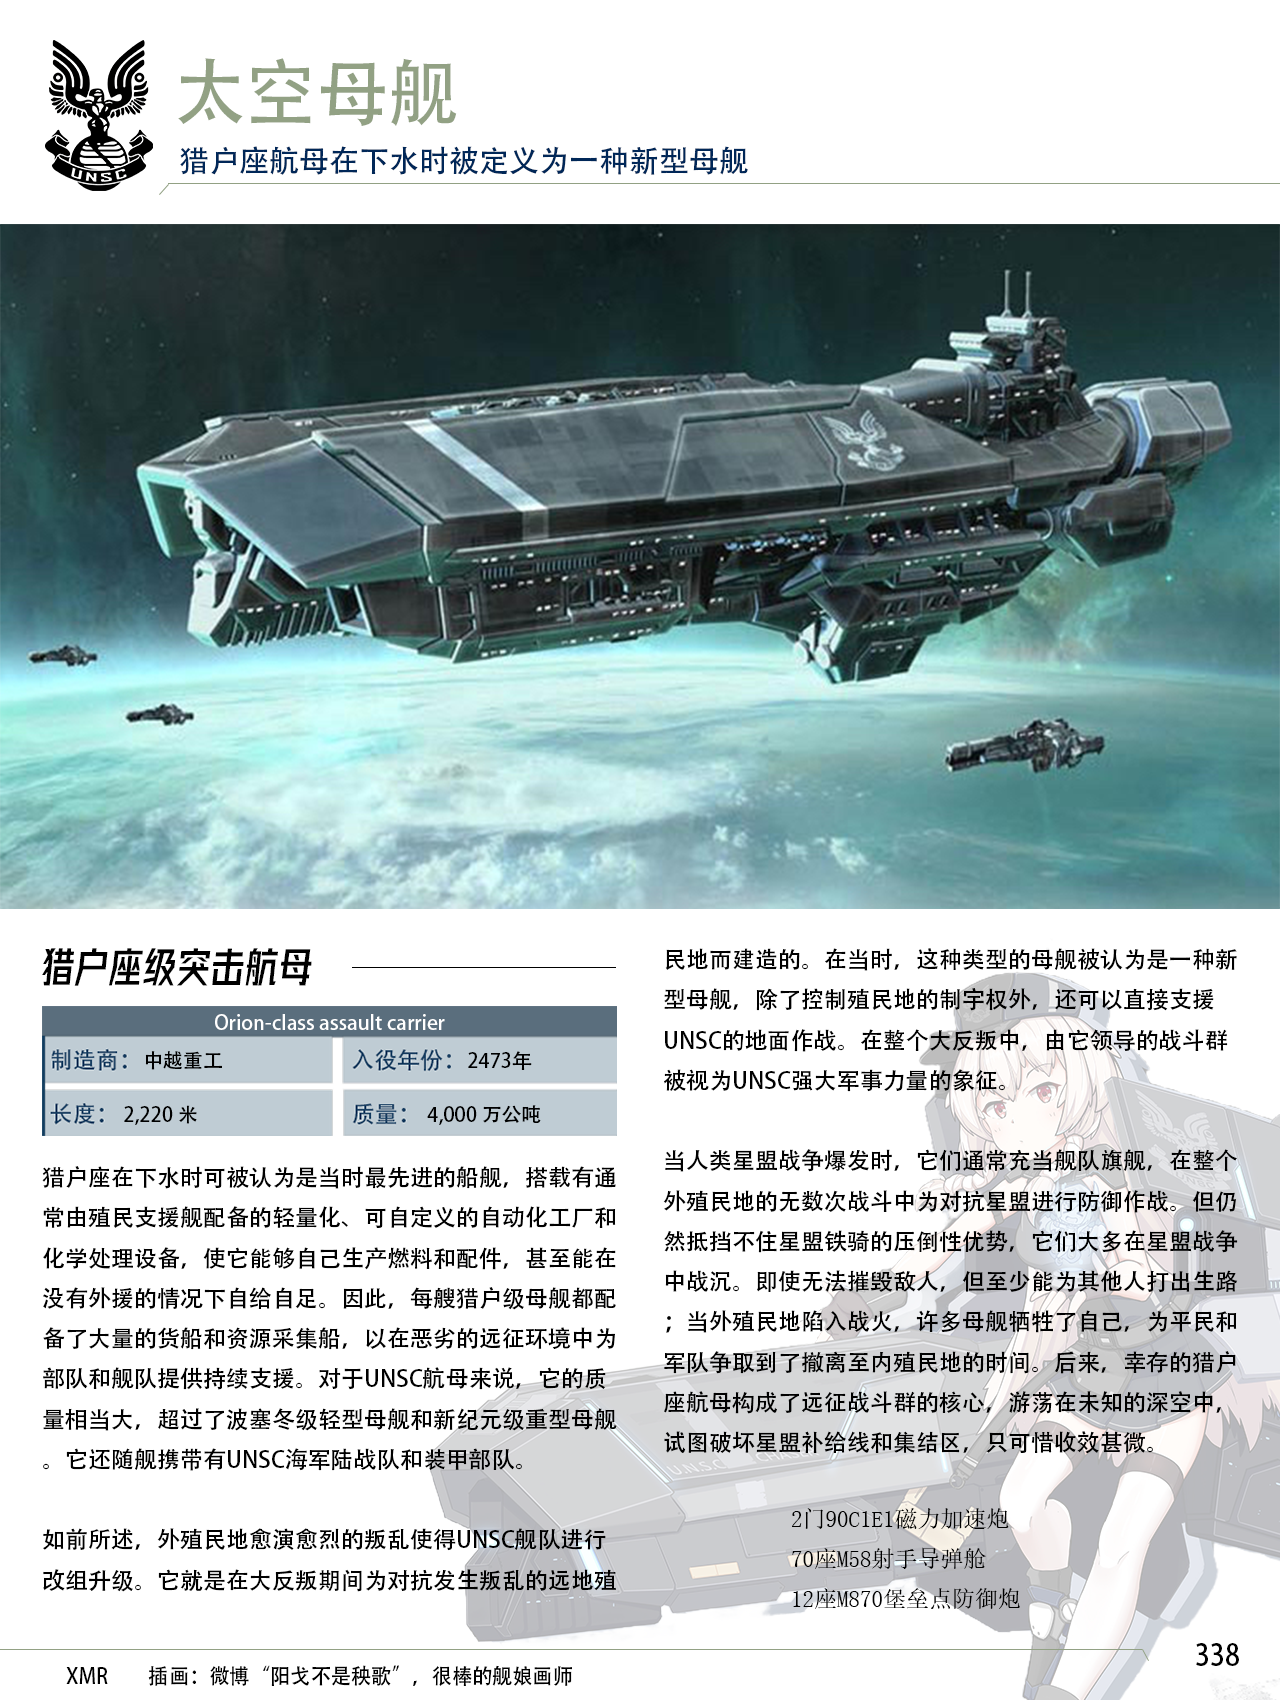 太空母舰
猎户座航母在下水时被定义为一种新型母舰
UNSC
猎户座级突击航母
Orion-class assault carrier
制造商：中越重工
入役年份：2473年
长度：2,220 米
质量：4,000 万公吨
猎户座在下水时可被认为是当时最先进的船舰，搭载有通
常由殖民支援舰配备的轻量化、可自定义的自动化工厂和
化学处理设备，使它能够自己生产燃料和配件，甚至能在
没有外援的情况下自给自足。因此，每艘猎户级母舰都配
备了大量的货船和资源采集船，以在恶劣的远征环境中为
部队和舰队提供持续支援。对于UNSC航母来说，它的质
量相当大，超过了波塞冬级轻型母舰和新纪元级重型母舰
。它还随舰携带有UNSC海军陆战队和装甲部队。
如前所述，外殖民地愈演愈烈的叛乱使得UNSC舰队进行
改组升级。它就是在大反叛期间为对抗发生叛乱的远地殖
民地而建造的。在当时，这种类型的母舰被认为是一种新
型母舰，除了控制殖民地的制宇权外，还可以直接支援
UNSC的地面作战。在整个大反叛中，由它领导的战斗群
被视为UNSC强大军事力量的象征。
当人类星盟战争爆发时，它们通常充当舰队旗舰，在整个
外殖民地的无数次战斗中为对抗星盟进行防御作战。但仍
然抵挡不住星盟铁骑的压倒性优势，它们大多在星盟战争
中战沉。即使无法摧毁敌人，但至少能为其他人打出生路
；当外殖民地陷入战火，许多母舰牺牲了自己，为平民和
军队争取到了撤离至内殖民地的时间。后来，幸存的猎户
座航母构成了远征战斗群的核心，游荡在未知的深空中，
试图破坏星盟补给线和集结区，只可惜收效甚微。
UNSC
2门90C1E1磁力加速炮
70座M58射手导弹舱
12座M870堡垒点防御炮
338
XMR 插画：微博“阳戈不是秧歌”，很棒的舰娘画师